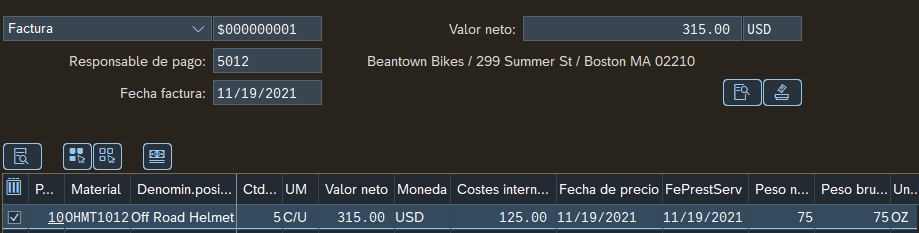 Factura $000000001 Valor neto: 315.00 USD
Responsable de pago: 5012 Beantown Bikes / 299 Summer St / Boston MA 02210
Fecha factura: 11/19/2021
P... Material Denomin.posi... Ctd... UM Valor neto Moneda Costes intern... Fecha de precio FePrestServ Peso n... Peso bru... Un...
10 OHMT1012 Off Road Helmet 5 C/U 315.00 USD 125.00 11/19/2021 11/19/2021 75 75 OZ